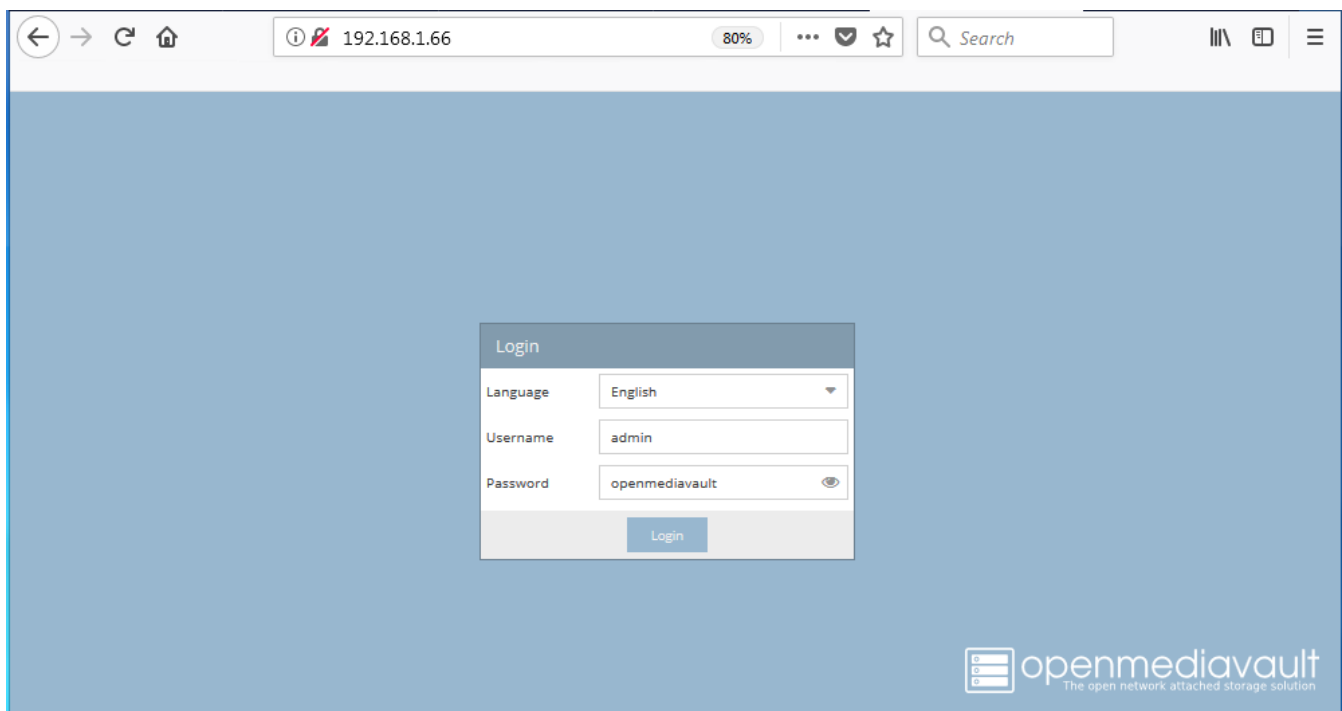 192.168.1.66 80% Search
Login
Language English
Username admin
Password openmediavault
Login
openmediavault
The open network attached storage solution